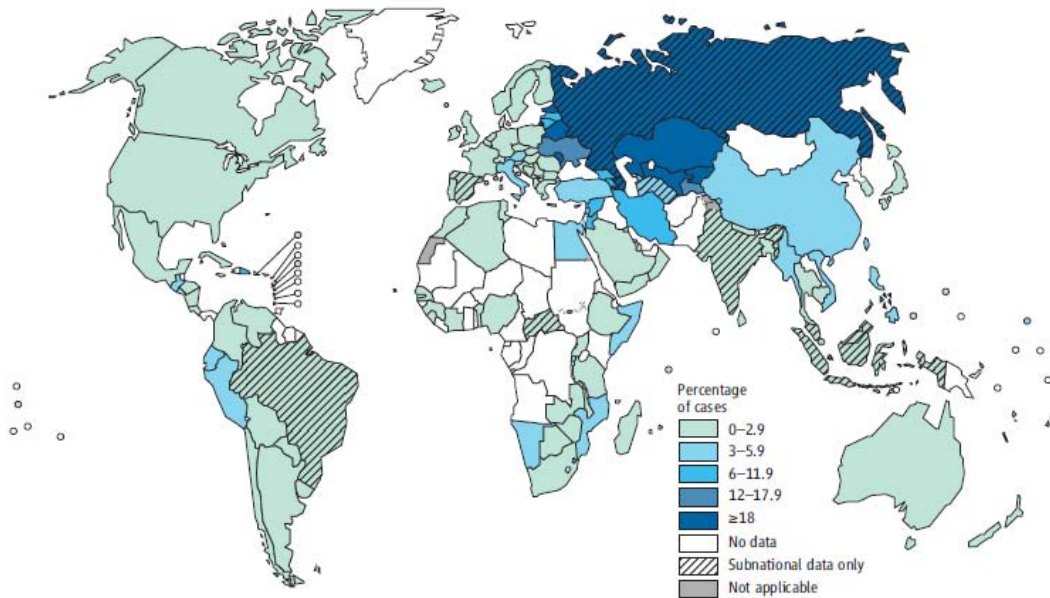 Percentage
of cases
0–2.9
3–5.9
6–11.9
12–17.9
≥18
No data
Subnational data only
Not applicable